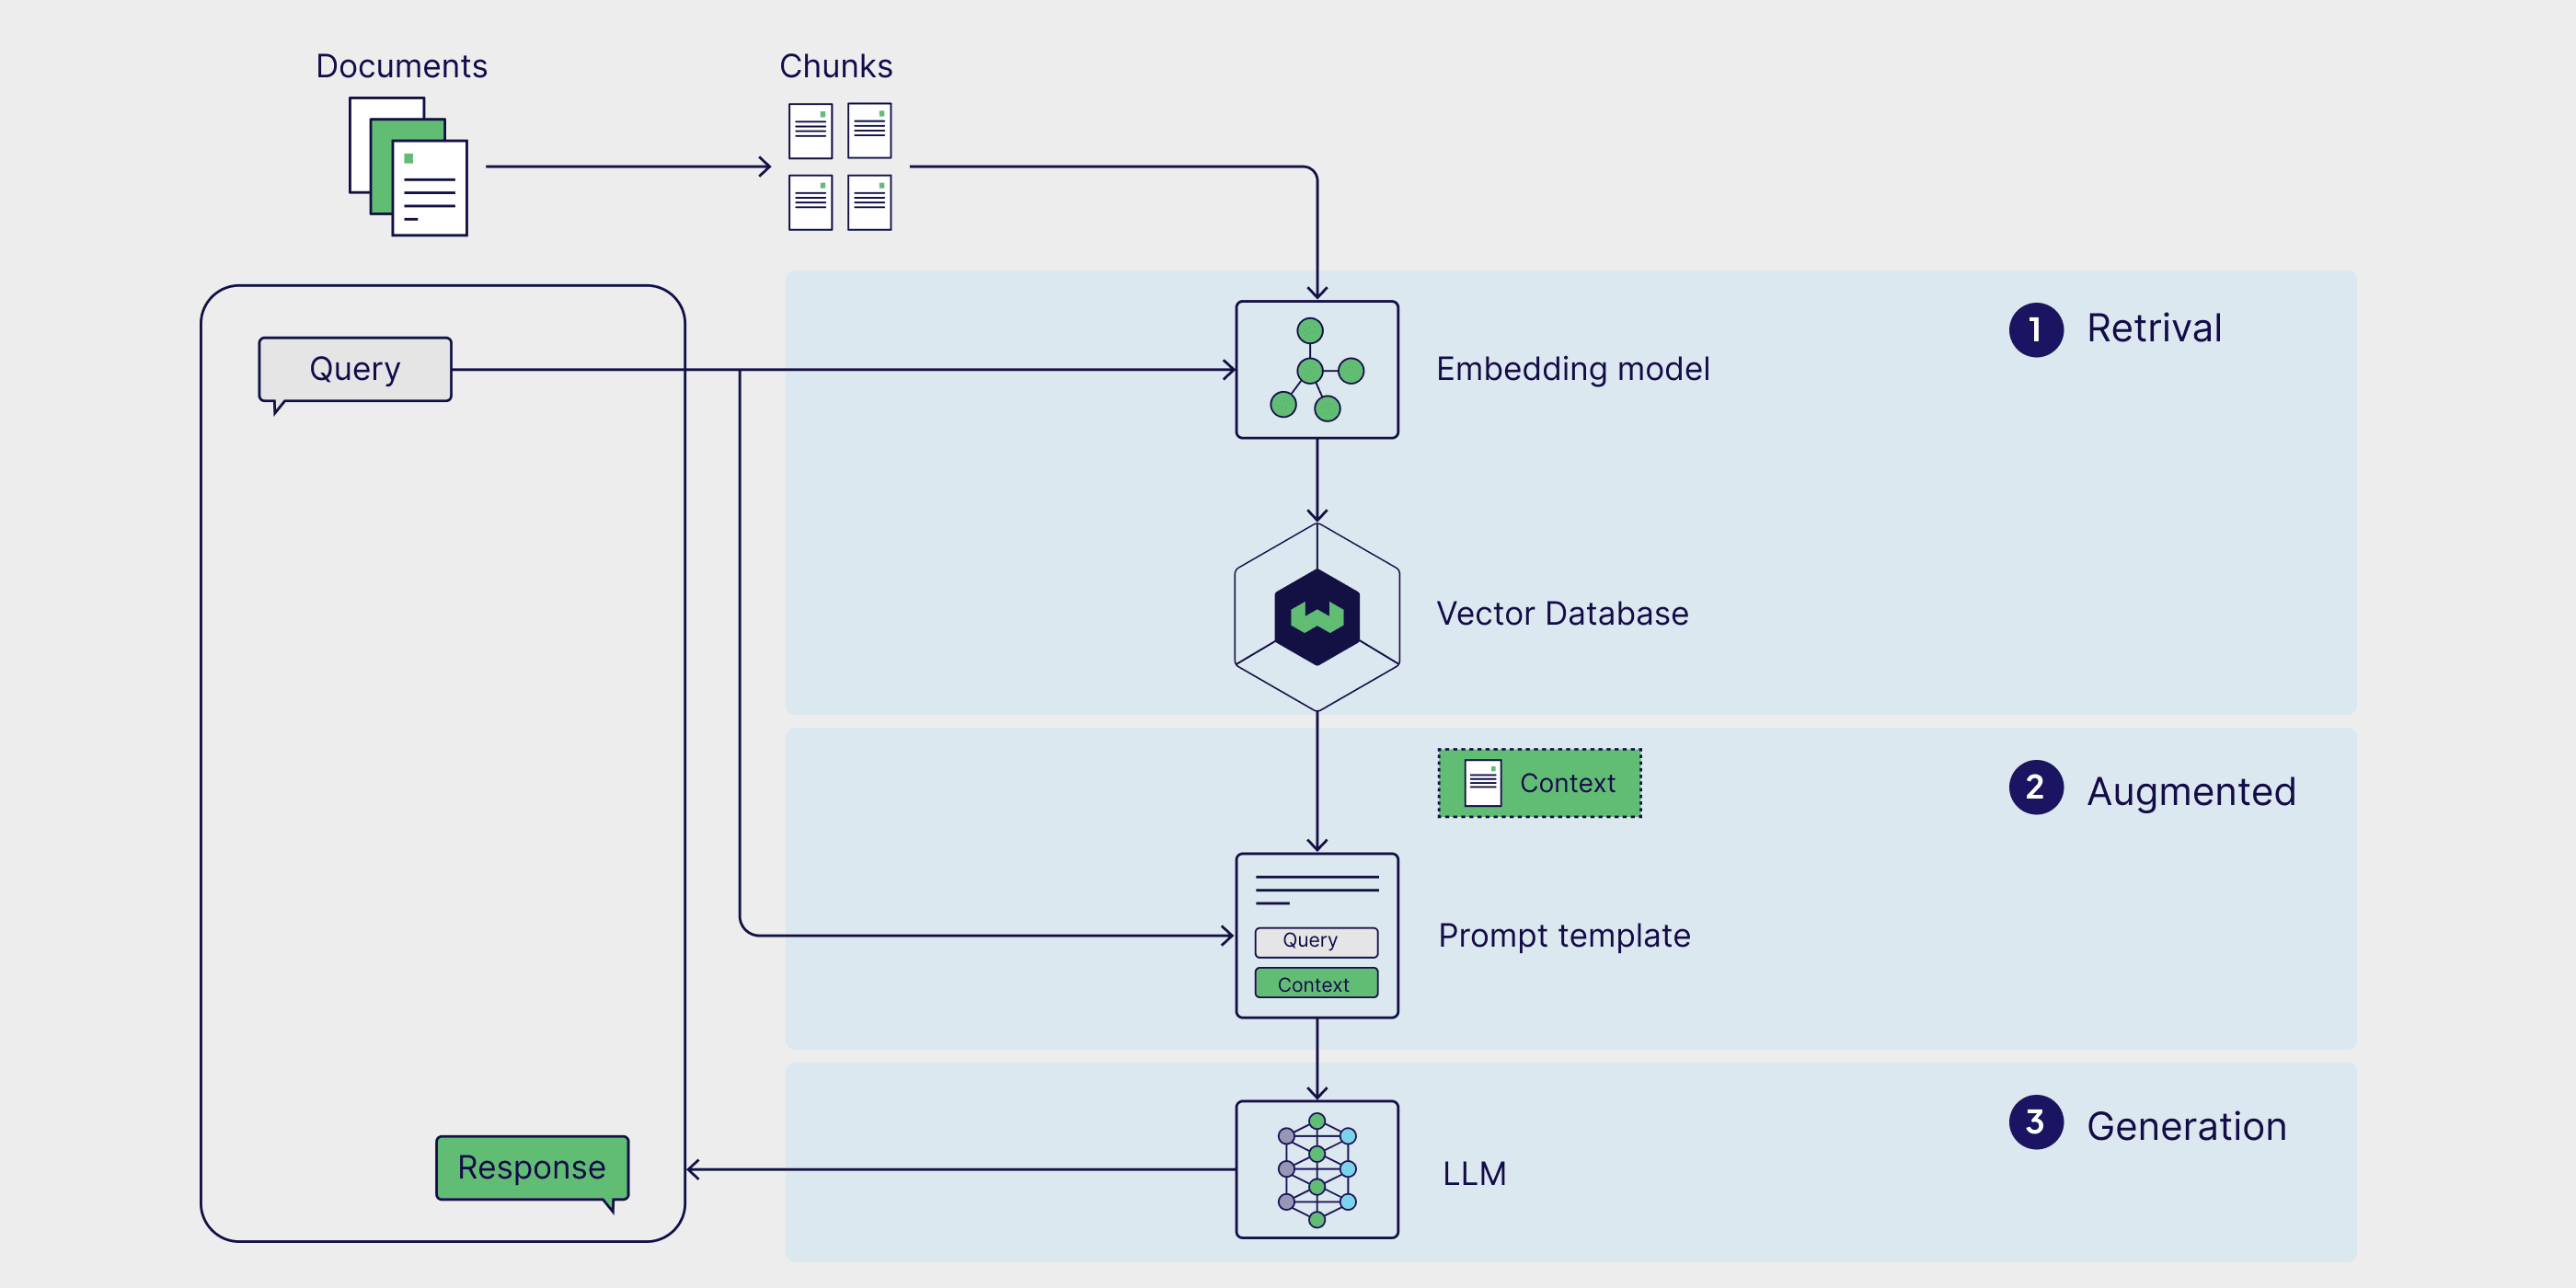 Documents
Chunks
Query
Embedding model
1 Retrival
Vector Database
Context
2 Augmented
Query
Context
Prompt template
Response
LLM
3 Generation